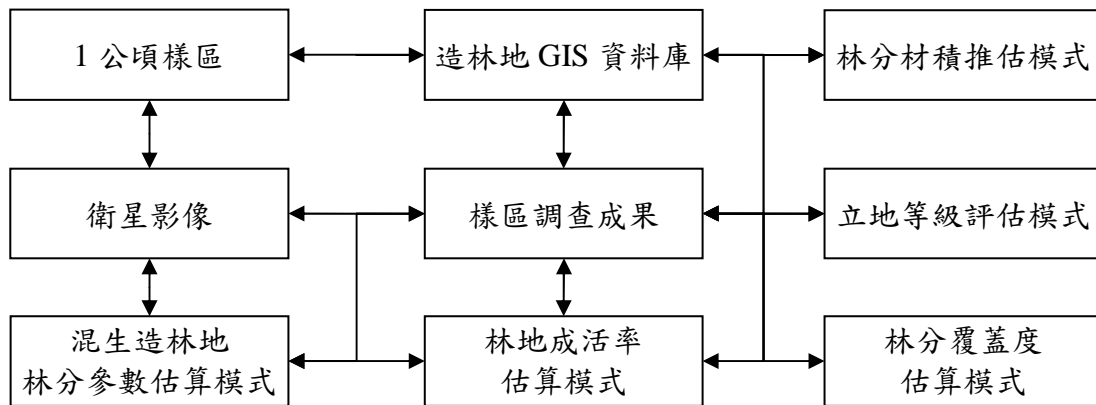 1 公頃樣區
造林地 GIS 資料庫
林分材積推估模式
衛星影像
樣區調查成果
立地等級評估模式
混生造林地
林分參數估算模式
林地成活率
估算模式
林分覆蓋度
估算模式